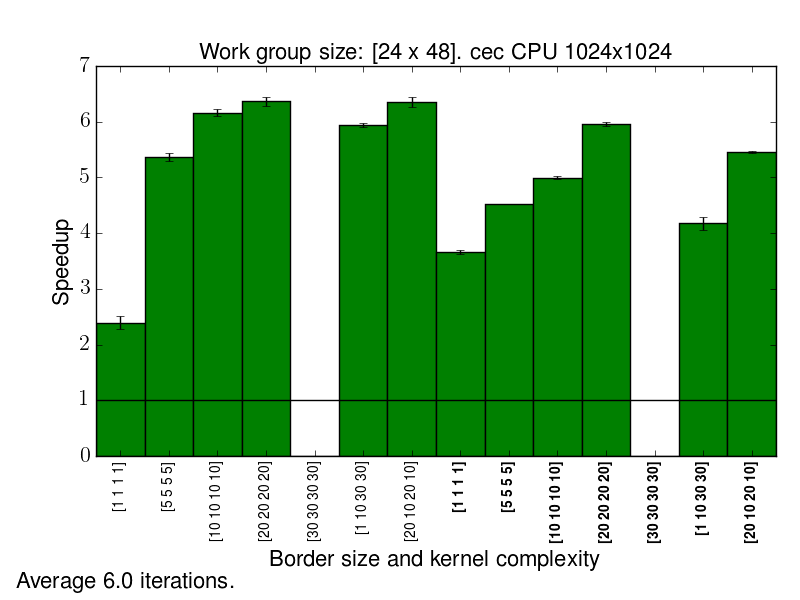 Work group size: [24 x 48]. cec CPU 1024x1024
7
6
5
4
3
2
1
0
Speedup
[1 1 1 1]
[5 5 5 5]
[10 10 10 10]
[20 20 20 20]
[30 30 30 30]
[1 10 30 30]
[20 10 20 10]
[1 1 1 1]
[5 5 5 5]
[10 10 10 10]
[20 20 20 20]
[30 30 30 30]
[1 10 30 30]
[20 10 20 10]
Border size and kernel complexity
Average 6.0 iterations.